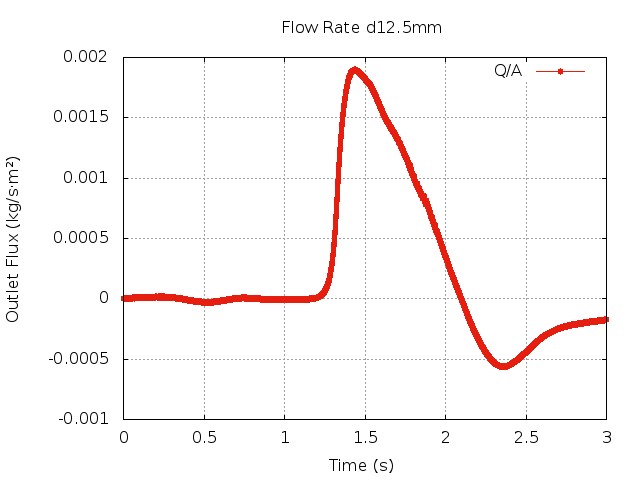 Flow Rate d12.5mm
Q/A
Outlet Flux (kg/s·m²)
0.002
0.0015
0.001
0.0005
0
-0.0005
-0.001
0 0.5 1 1.5 2 2.5 3
Time (s)